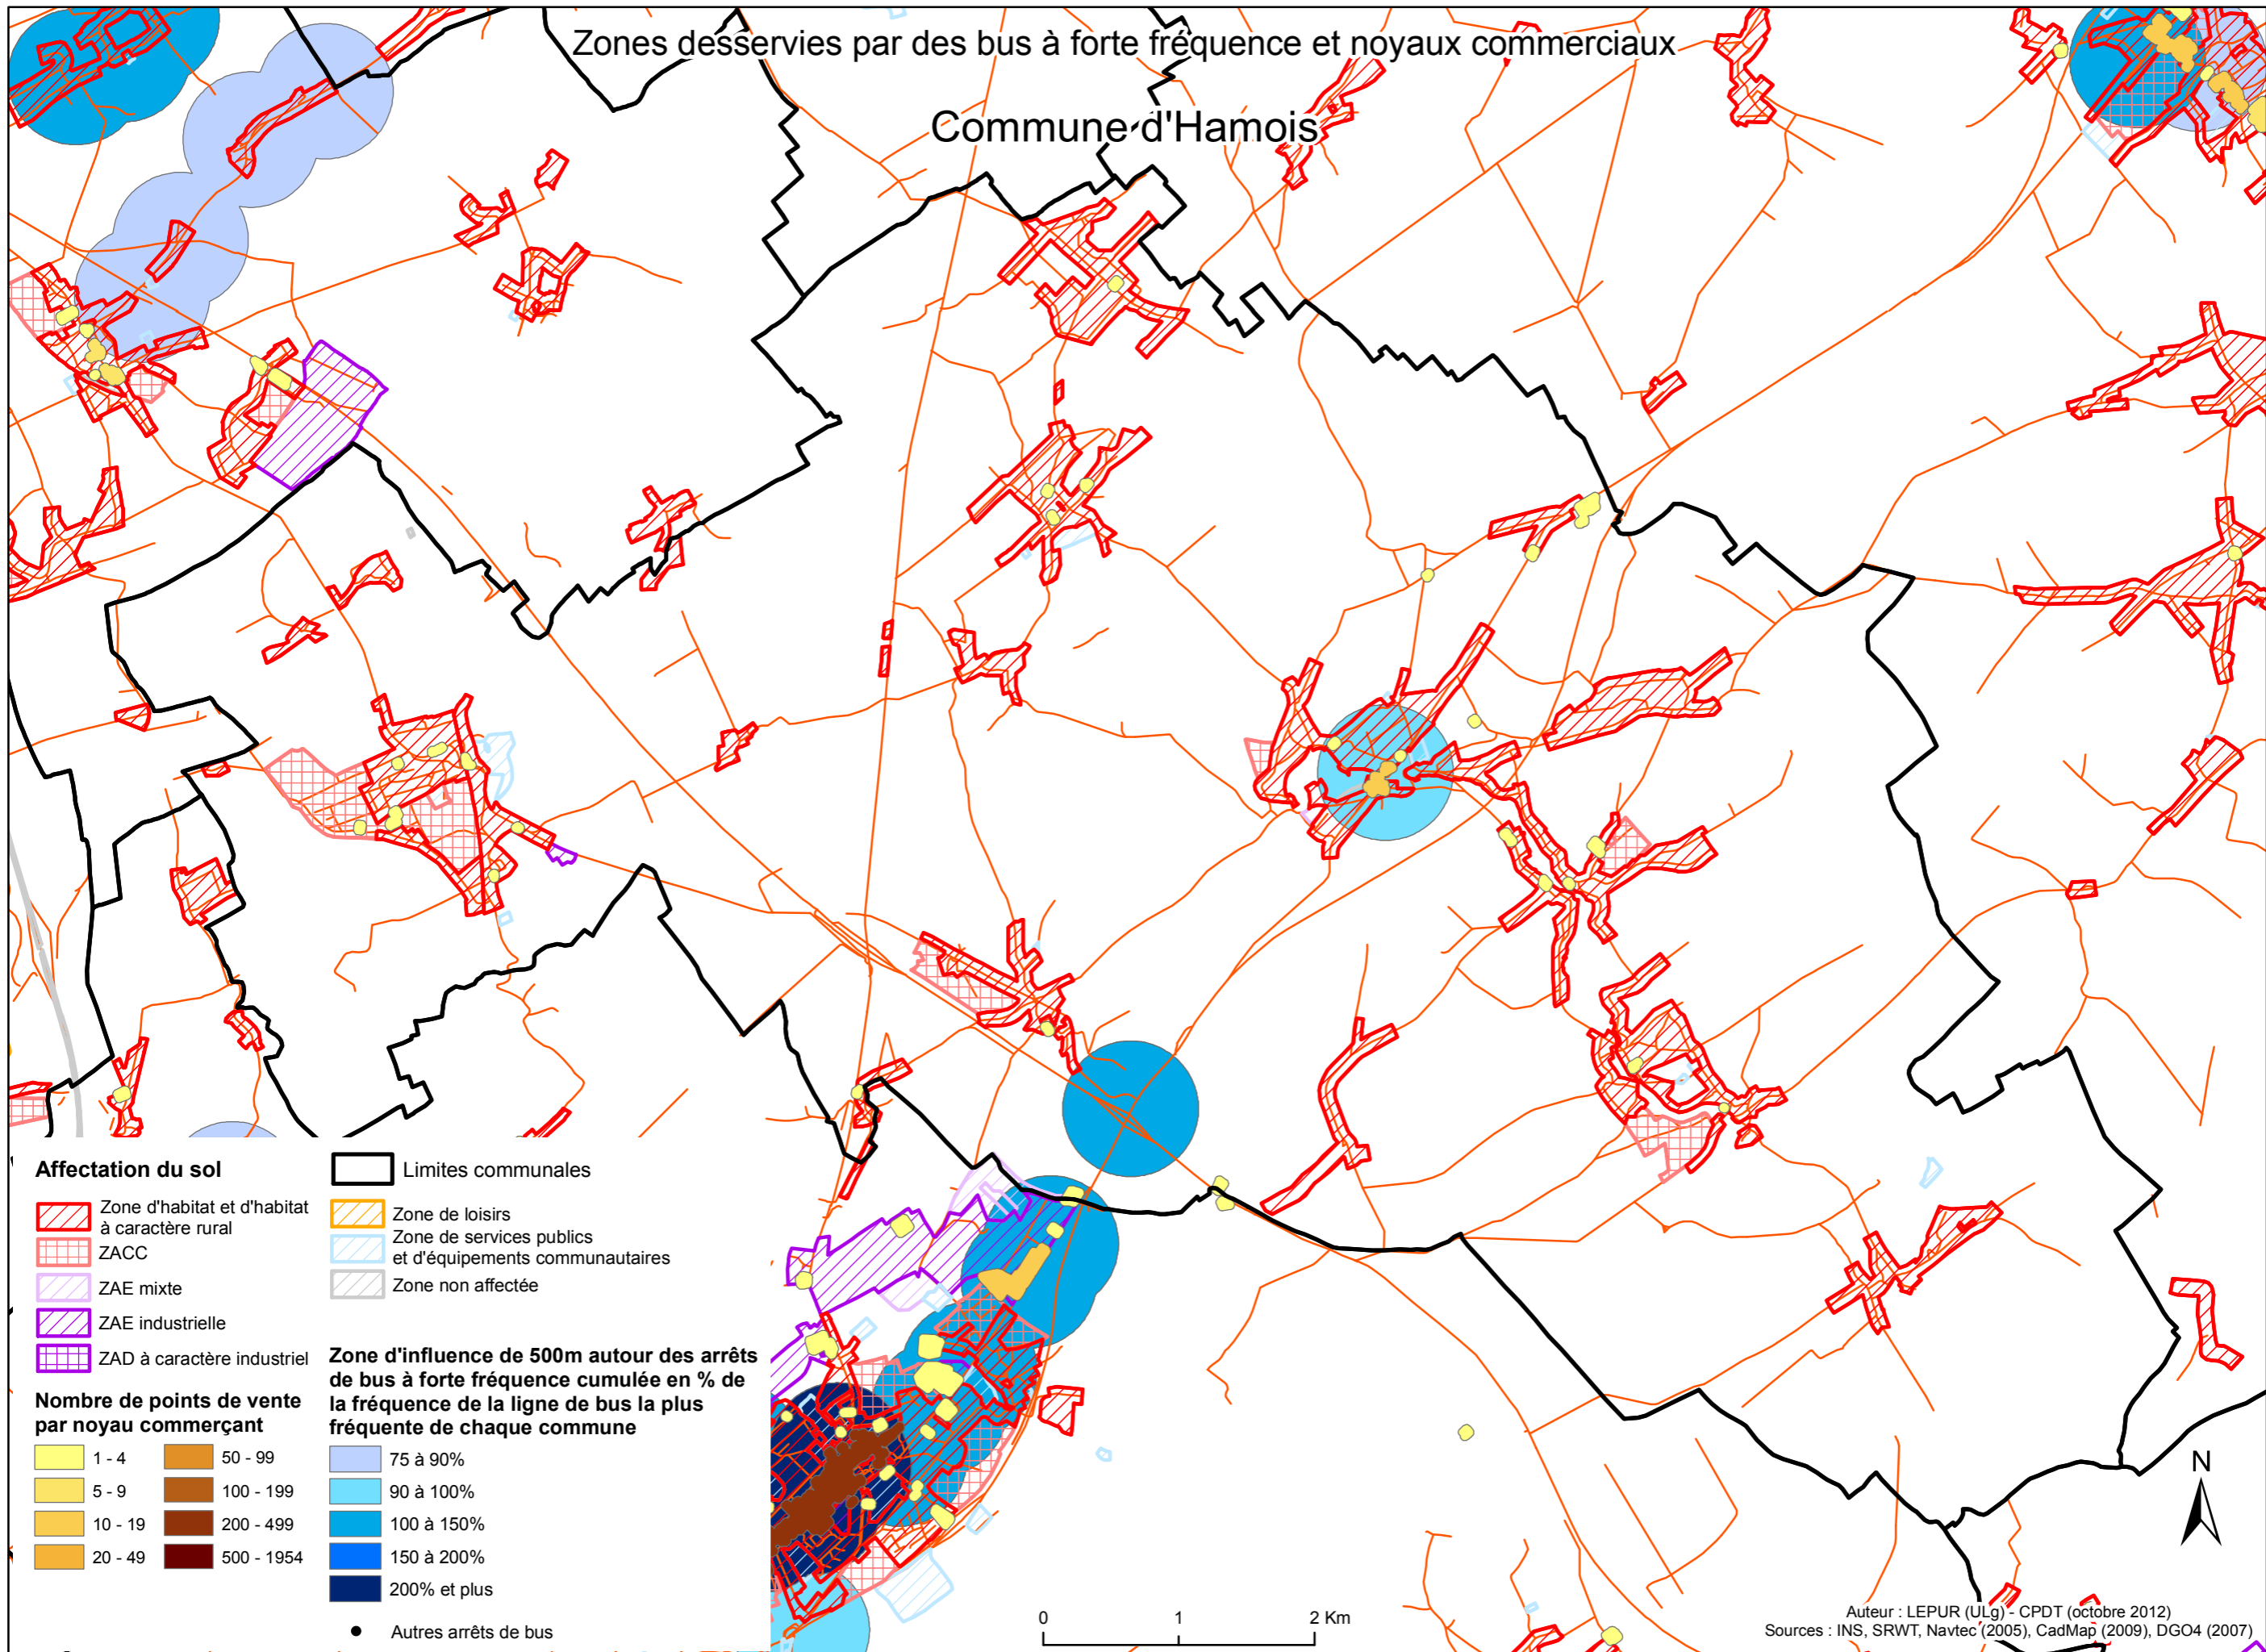 Zones desservies par des bus à forte fréquence et noyaux commerciaux
Commune d'Hamois
Affectation du sol
Zone d'habitat et d'habitat
à caractère rural
ZACC
ZAE mixte
ZAE industrielle
ZAD à caractère industriel
Limites communales
Zone de loisirs
Zone de services publics
et d'équipements communautaires
Zone non affectée
Nombre de points de vente
par noyau commerçant
1 - 4
5 - 9
10 - 19
20 - 49
50 - 99
100 - 199
200 - 499
500 - 1954
Zone d'influence de 500m autour des arrêts
de bus à forte fréquence cumulée en % de
la fréquence de la ligne de bus la plus
fréquente de chaque commune
75 à 90%
90 à 100%
100 à 150%
150 à 200%
200% et plus
Autres arrêts de bus
0 1 2 Km
N
Auteur : LEPUR (ULg) - CPDT (octobre 2012)
Sources : INS, SRWT, Navtec (2005), CadMap (2009), DGO4 (2007)